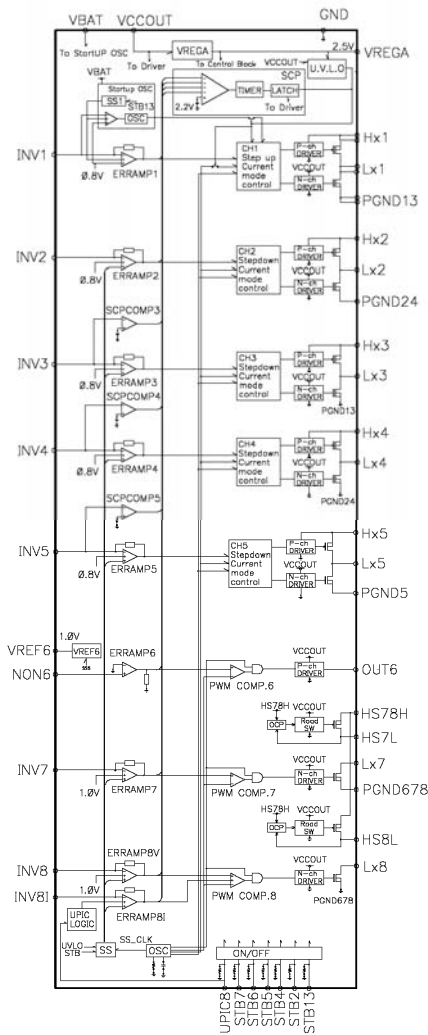 VBAT VCCOUT GND
To StartUP OSC
VREGA
2.5V
VREGA
To Driver
To Control Block
VCCOUT
U.V.L.O
VBAT
SCP
Startup OSC
SS1
STB13
OSC
TIMER
LATCH
2.2V
To Driver
INV1
0.8V
ERRAMP1
CH1
Step up
Current
mode
control
P-ch
DRIVER
VCCOUT
N-ch
DRIVER
Hx1
Lx1
PGND13
INV2
0.8V
ERRAMP2
CH2
Stepdown
Current
mode
control
P-ch
DRIVER
VCCOUT
N-ch
DRIVER
Hx2
Lx2
PGND24
SCPCOMP3
INV3
0.8V
ERRAMP3
CH3
Stepdown
Current
mode
control
P-ch
DRIVER
VCCOUT
N-ch
DRIVER
Hx3
Lx3
PGND13
SCPCOMP4
INV4
0.8V
ERRAMP4
CH4
Stepdown
Current
mode
control
P-ch
DRIVER
VCCOUT
N-ch
DRIVER
Hx4
Lx4
PGND24
SCPCOMP5
INV5
0.8V
ERRAMP5
CH5
Stepdown
Current
mode
control
P-ch
DRIVER
VCCOUT
N-ch
DRIVER
Hx5
Lx5
PGND5
1.0V
VREF6
VREF6
SSS
NON6
ERRAMP6
PWM COMP.6
VCCOUT
P-ch
DRIVER
OUT6
HS78H
VCCOUT
OCP
Road
SW
HS78H
HS7L
INV7
1.0V
ERRAMP7
PWM COMP.7
VCCOUT
N-ch
DRIVER
Lx7
PGND678
HS78H
VCCOUT
OCP
Road
SW
HS8L
INV8
ERRAMP8V
1.0V
INV8I
ERRAMP8I
UPIC
LOGIC
PWM COMP.8
VCCOUT
N-ch
DRIVER
Lx8
PGND678
UVLO
STB
SS
SS_CLK
OSC
ON/OFF
UPIC8
STB7
STB6
STB5
STB4
STB2
STB13